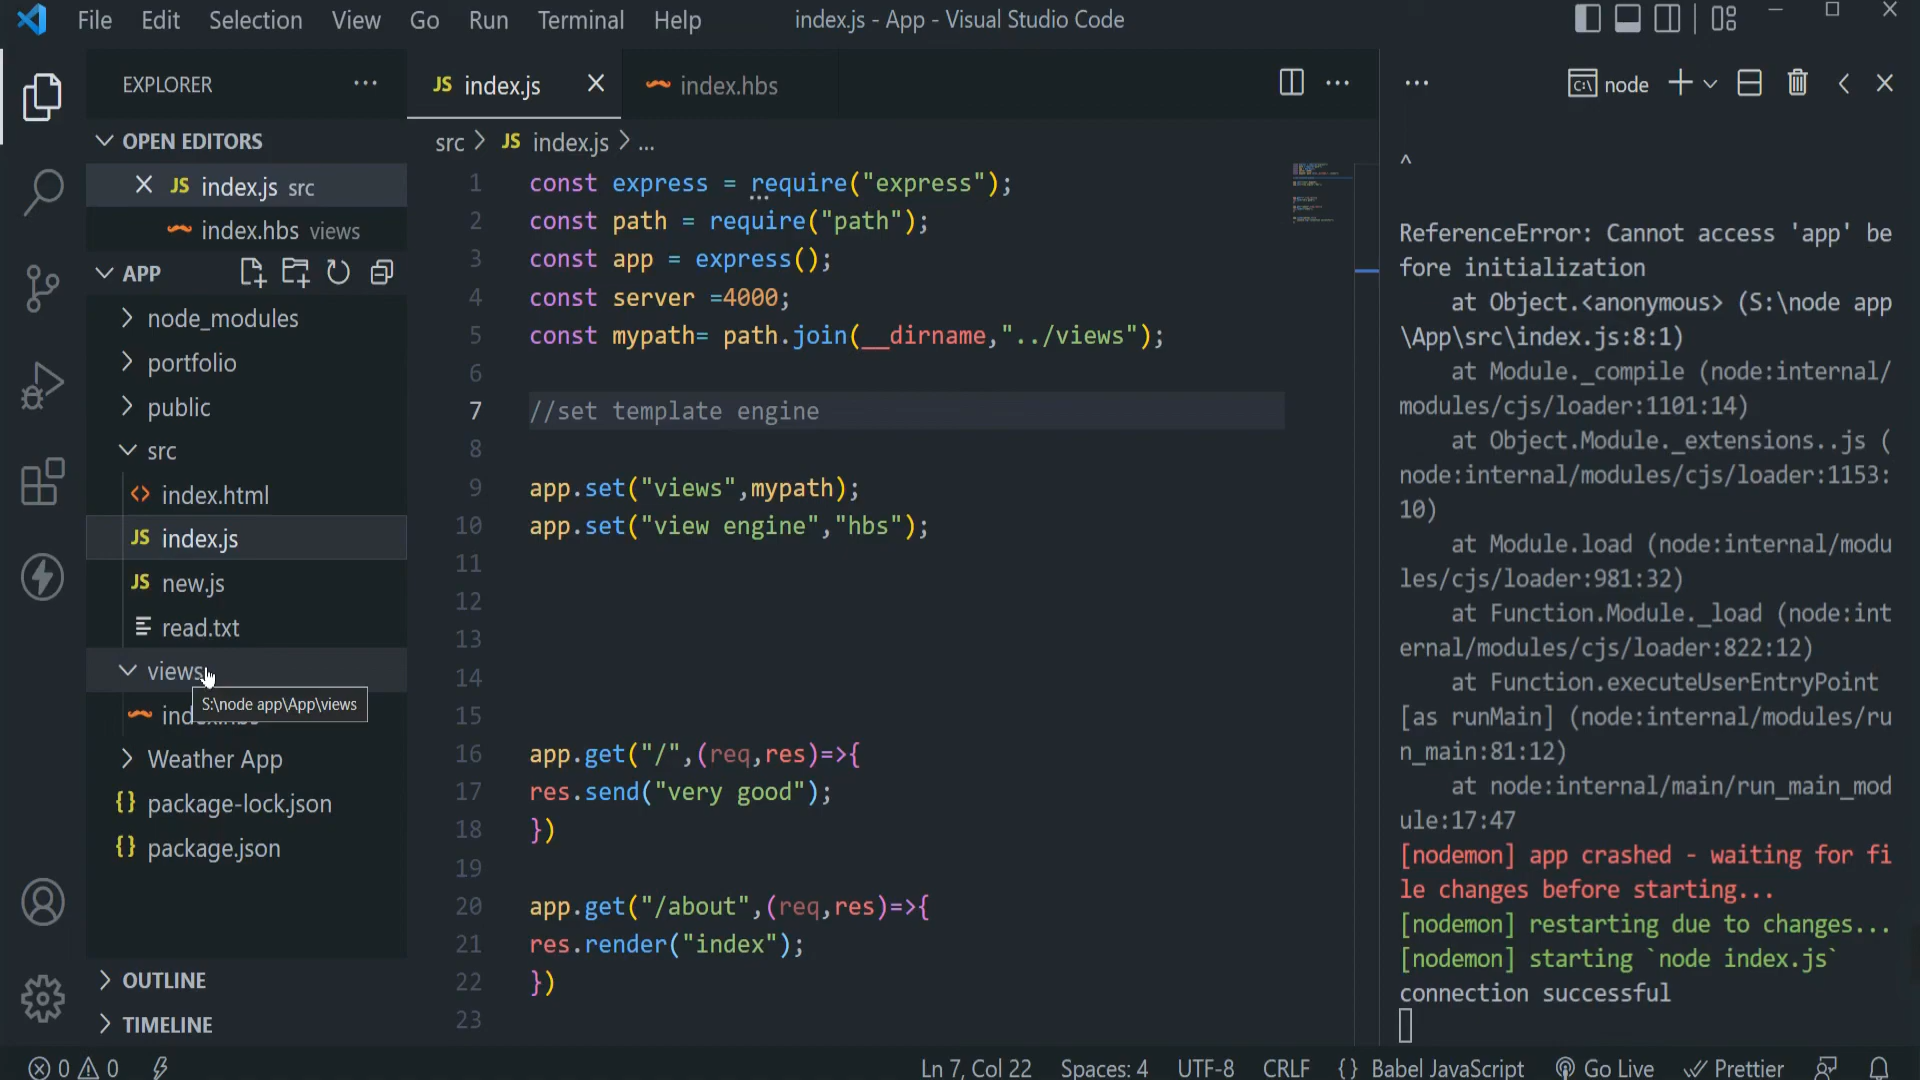 File Edit Selection View Go Run Terminal Help index.js - App - Visual Studio Code
EXPLORER ...
JS index.js
index.hbs
... node
OPEN EDITORS
JS index.js src
index.hbs views
APP
node_modules
portfolio
public
src
index.html
JS index.js
JS new.js
read.txt
views
S:\node app\App\views
Weather App
{} package-lock.json
{} package.json
OUTLINE
TIMELINE
src > JS index.js > ...
1 const express = require("express");
2 const path = require("path");
3 const app = express();
4 const server =4000;
5 const mypath= path.join(__dirname,"../views");
6
7 //set template engine
8
9 app.set("views",mypath);
10 app.set("view engine","hbs");
11
12
13
14
15
16 app.get("/",(req,res)=>{
17 res.send("very good");
18 })
19
20 app.get("/about",(req,res)=>{
21 res.render("index");
22 })
23
^
ReferenceError: Cannot access 'app' be
fore initialization
at Object.<anonymous> (S:\node app
\App\src\index.js:8:1)
at Module._compile (node:internal/
modules/cjs/loader:1101:14)
at Object.Module._extensions..js (
node:internal/modules/cjs/loader:1153:
10)
at Module.load (node:internal/modu
les/cjs/loader:981:32)
at Function.Module._load (node:int
ernal/modules/cjs/loader:822:12)
at Function.executeUserEntryPoint
[as runMain] (node:internal/modules/ru
n_main:81:12)
at node:internal/main/run_main_mod
ule:17:47
[nodemon] app crashed - waiting for fi
le changes before starting...
[nodemon] restarting due to changes...
[nodemon] starting `node index.js`
connection successful
0 0 Ln 7, Col 22 Spaces: 4 UTF-8 CRLF {} Babel JavaScript Go Live Prettier